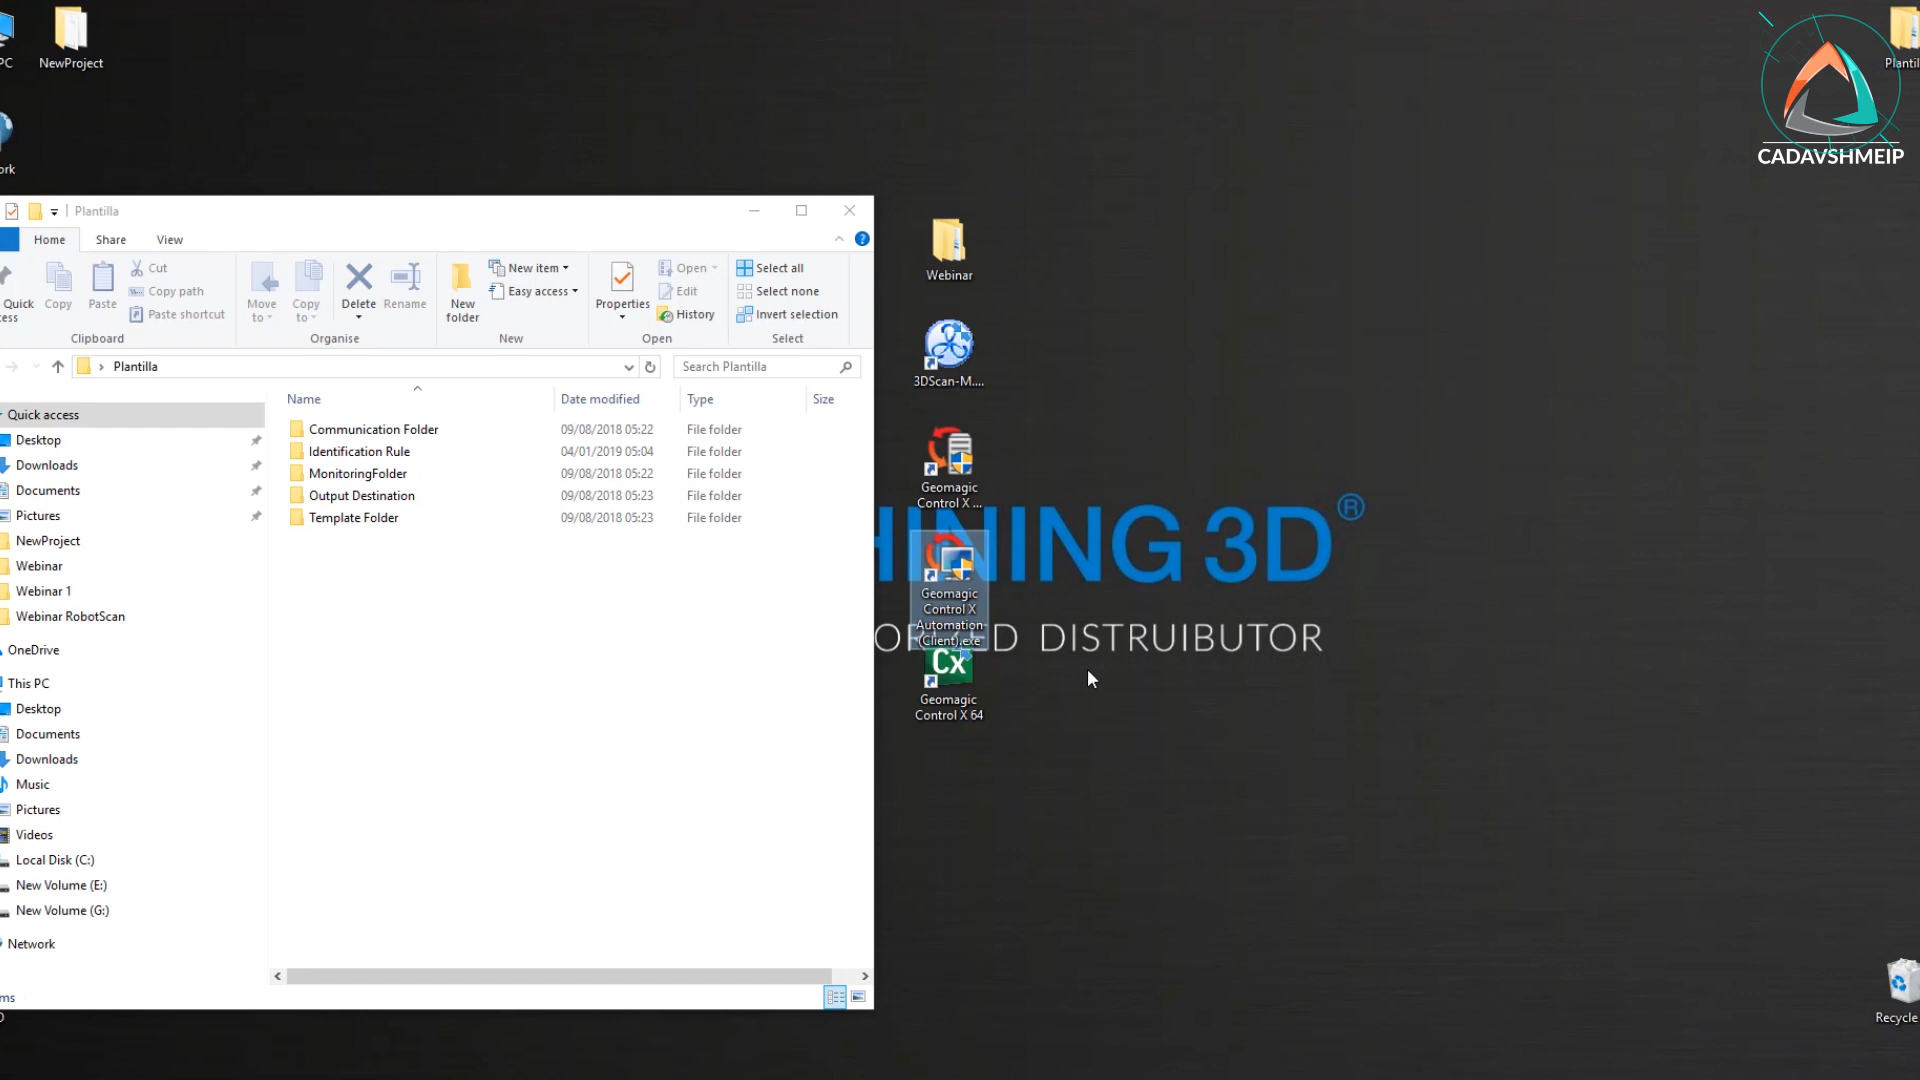 PC
NewProject
Plantil
CADAVSHMEIP
ork
Plantilla
Home
Share
View
Quick
cess
Copy
Paste
Cut
Copy path
Paste shortcut
Clipboard
Move
to
Copy
to
Delete
Rename
Organise
New
folder
New item
Easy access
New
Properties
Open
Edit
History
Open
Select all
Select none
Invert selection
Select
Plantilla
Search Plantilla
Name
Date modified
Type
Size
Communication Folder 09/08/2018 05:22 File folder
Identification Rule 04/01/2019 05:04 File folder
MonitoringFolder 09/08/2018 05:22 File folder
Output Destination 09/08/2018 05:23 File folder
Template Folder 09/08/2018 05:23 File folder
Quick access
Desktop
Downloads
Documents
Pictures
NewProject
Webinar
Webinar 1
Webinar RobotScan
OneDrive
This PC
Desktop
Documents
Downloads
Music
Pictures
Videos
Local Disk (C:)
New Volume (E:)
New Volume (G:)
Network
ms
Webinar
3DScan-M....
Geomagic
Control X ...
HINING 3D®
Geomagic
Control X
Automation
(Client).exe
ORIZED DISTRUIBUTOR
Cx
Geomagic
Control X 64
Recycle